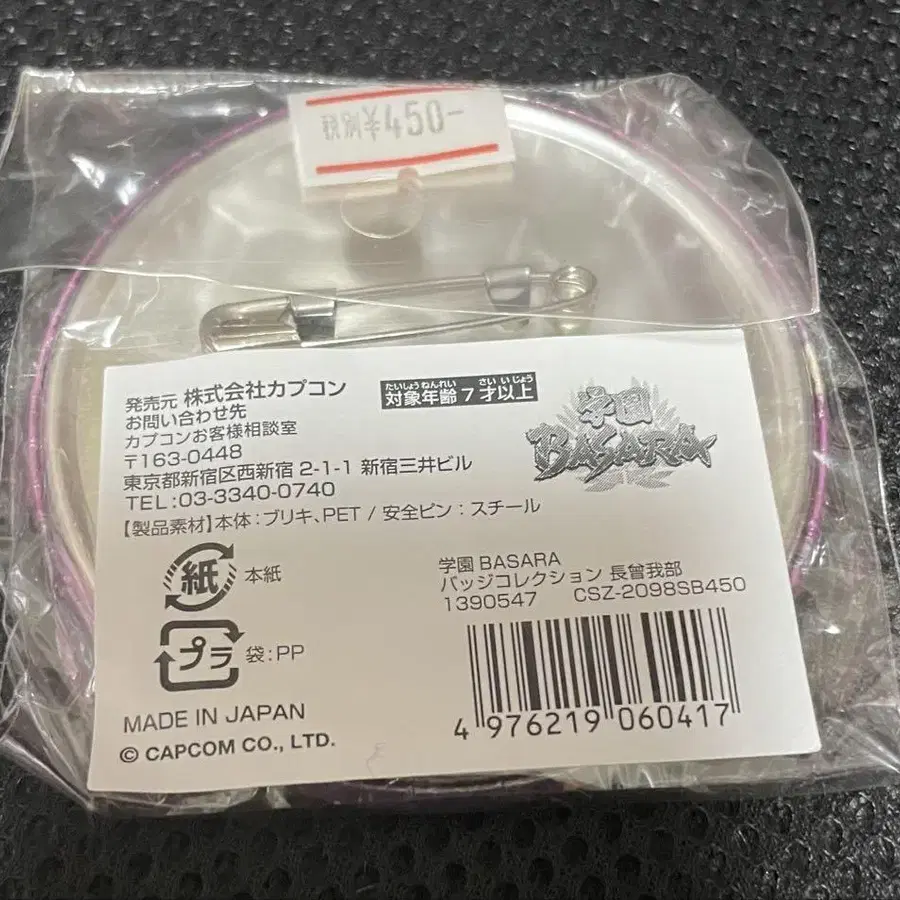 税別¥450-
発売元 株式会社カプコン
お問い合わせ先
カプコンお客様相談室
〒163-0448
東京都新宿区西新宿 2-1-1 新宿三井ビル
TEL:03-3340-0740
たいしょうねんれい さいいじょう
対象年齢 7 才以上
学園
BASARA
【製品素材】本体:ブリキ、PET / 安全ピン:スチール
紙 本紙
プラ 袋:PP
学園 BASARA
バッジコレクション 長曾我部
1390547 CSZ-2098SB450
4 976219 060417
MADE IN JAPAN
© CAPCOM CO., LTD.